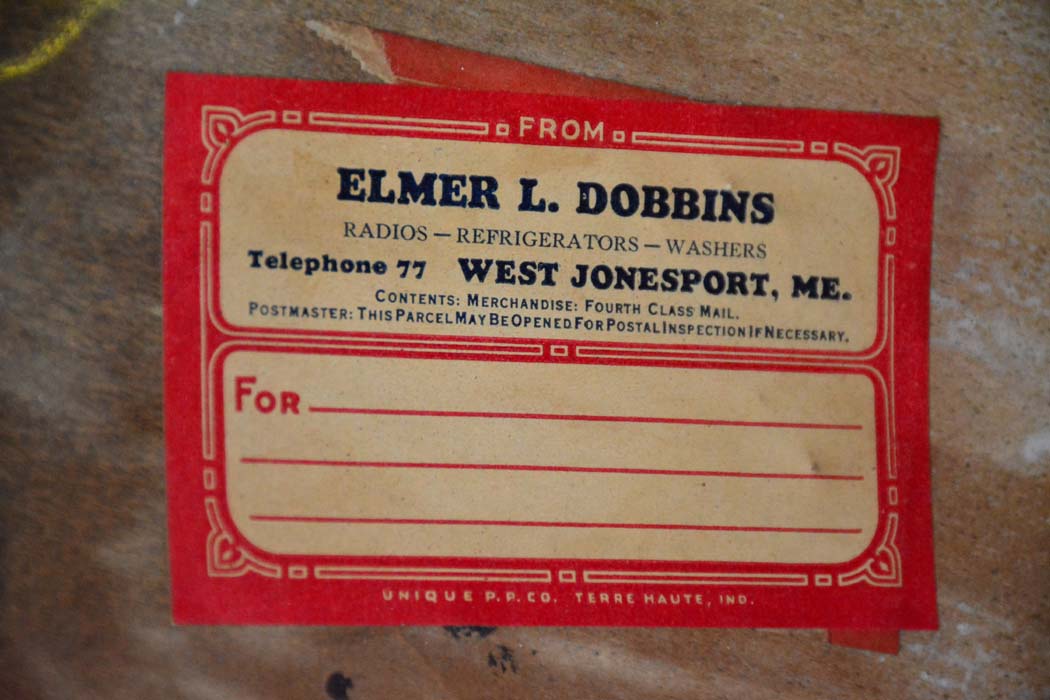 FROM
ELMER L. DOBBINS
RADIOS — REFRIGERATORS — WASHERS
Telephone 77 WEST JONESPORT, ME.
CONTENTS: MERCHANDISE: FOURTH CLASS MAIL.
POSTMASTER: THIS PARCEL MAY BE OPENED FOR POSTAL INSPECTION IF NECESSARY.
FOR
UNIQUE P.P.CO. TERRE HAUTE, IND.